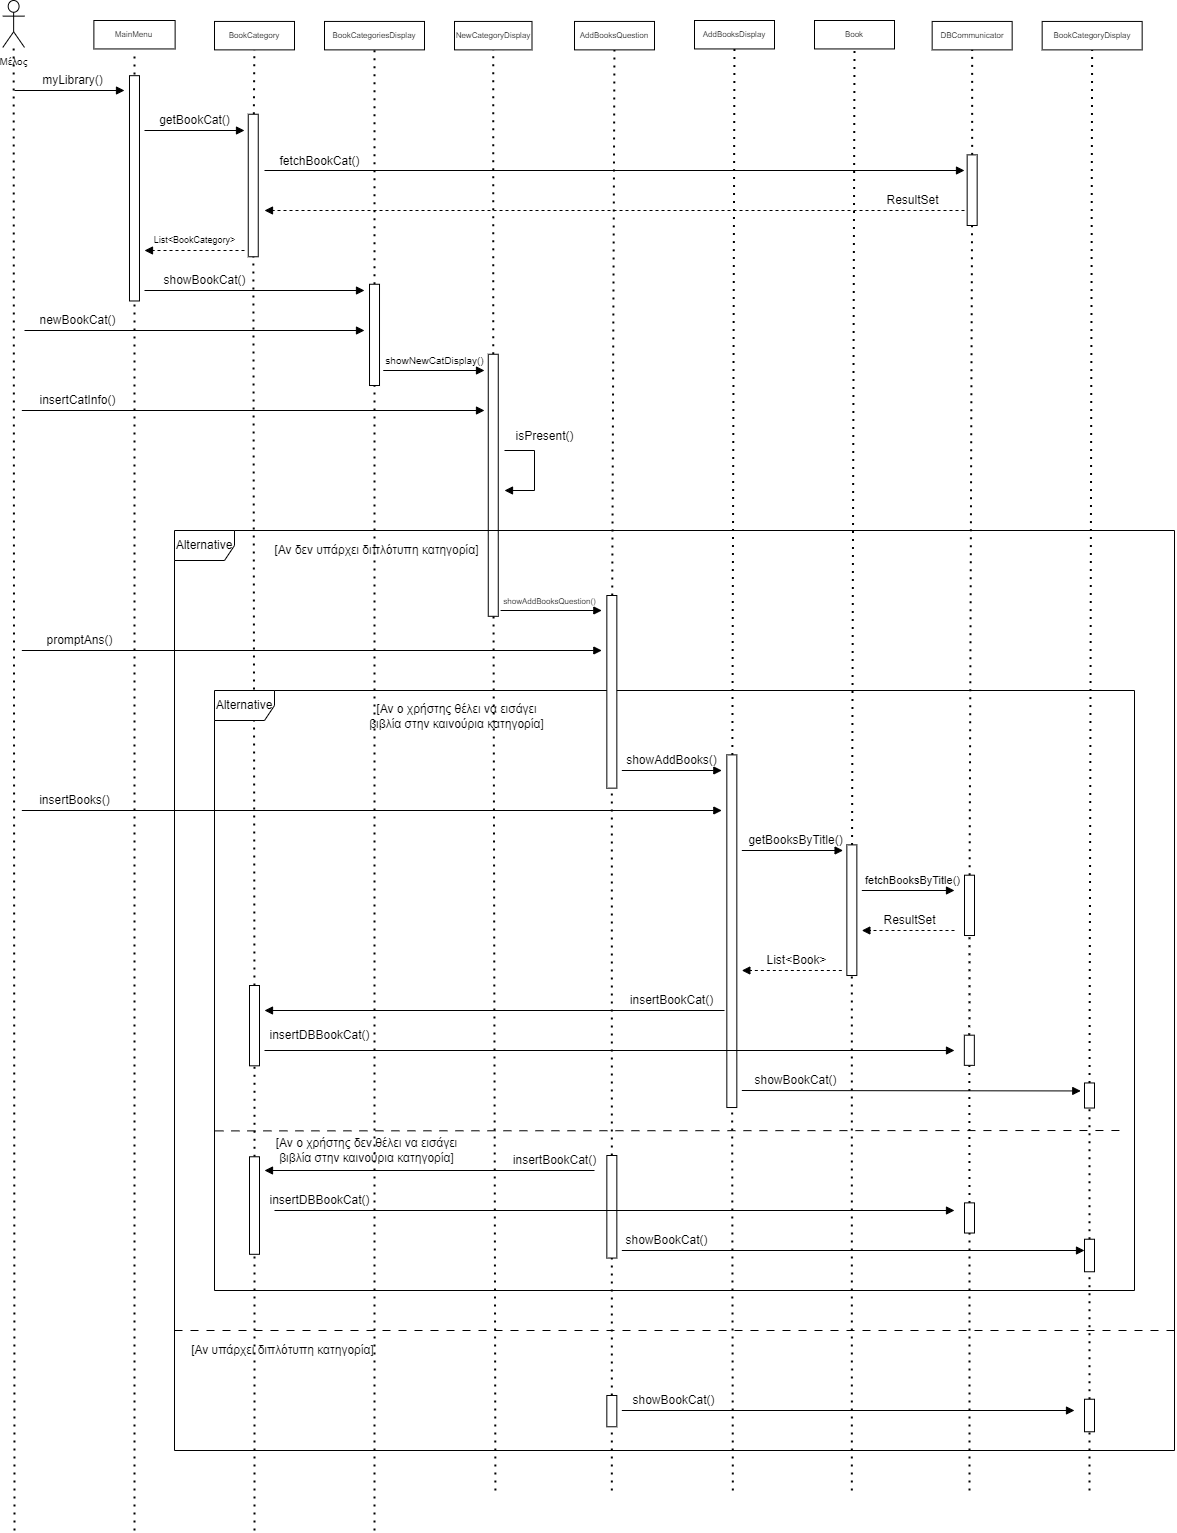 MainMenu
BookCategory
BookCategoriesDisplay
NewCategoryDisplay
AddBooksQuestion
AddBooksDisplay
Book
DBCommunicator
BookCategoryDisplay
Μέλος
myLibrary()
getBookCat()
fetchBookCat()
ResultSet
List<BookCategory>
showBookCat()
newBookCat()
showNewCatDisplay()
insertCatInfo()
isPresent()
Alternative
[Αν δεν υπάρχει διπλότυπη κατηγορία]
showAddBooksQuestion()
promptAns()
Alternative
[Αν ο χρήστης θέλει να εισάγει
βιβλία στην καινούρια κατηγορία]
showAddBooks()
insertBooks()
getBooksByTitle()
fetchBooksByTitle()
ResultSet
List<Book>
insertBookCat()
insertDBBookCat()
showBookCat()
[Αν ο χρήστης δεν θέλει να εισάγει
βιβλία στην καινούρια κατηγορία]
insertBookCat()
insertDBBookCat()
showBookCat()
[Αν υπάρχει διπλότυπη κατηγορία]
showBookCat()